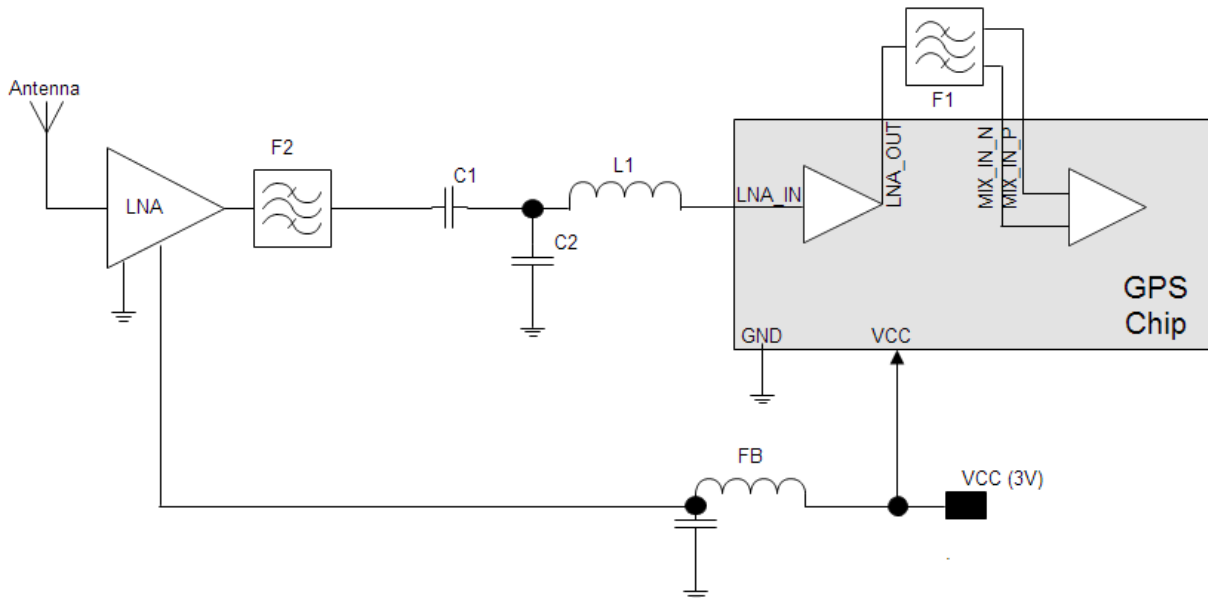 Antenna
LNA
F2
C1
C2
L1
LNA_IN
LNA_OUT
F1
MIX_IN_N
MIX_IN_P
GPS
Chip
GND
VCC
FB
VCC (3V)